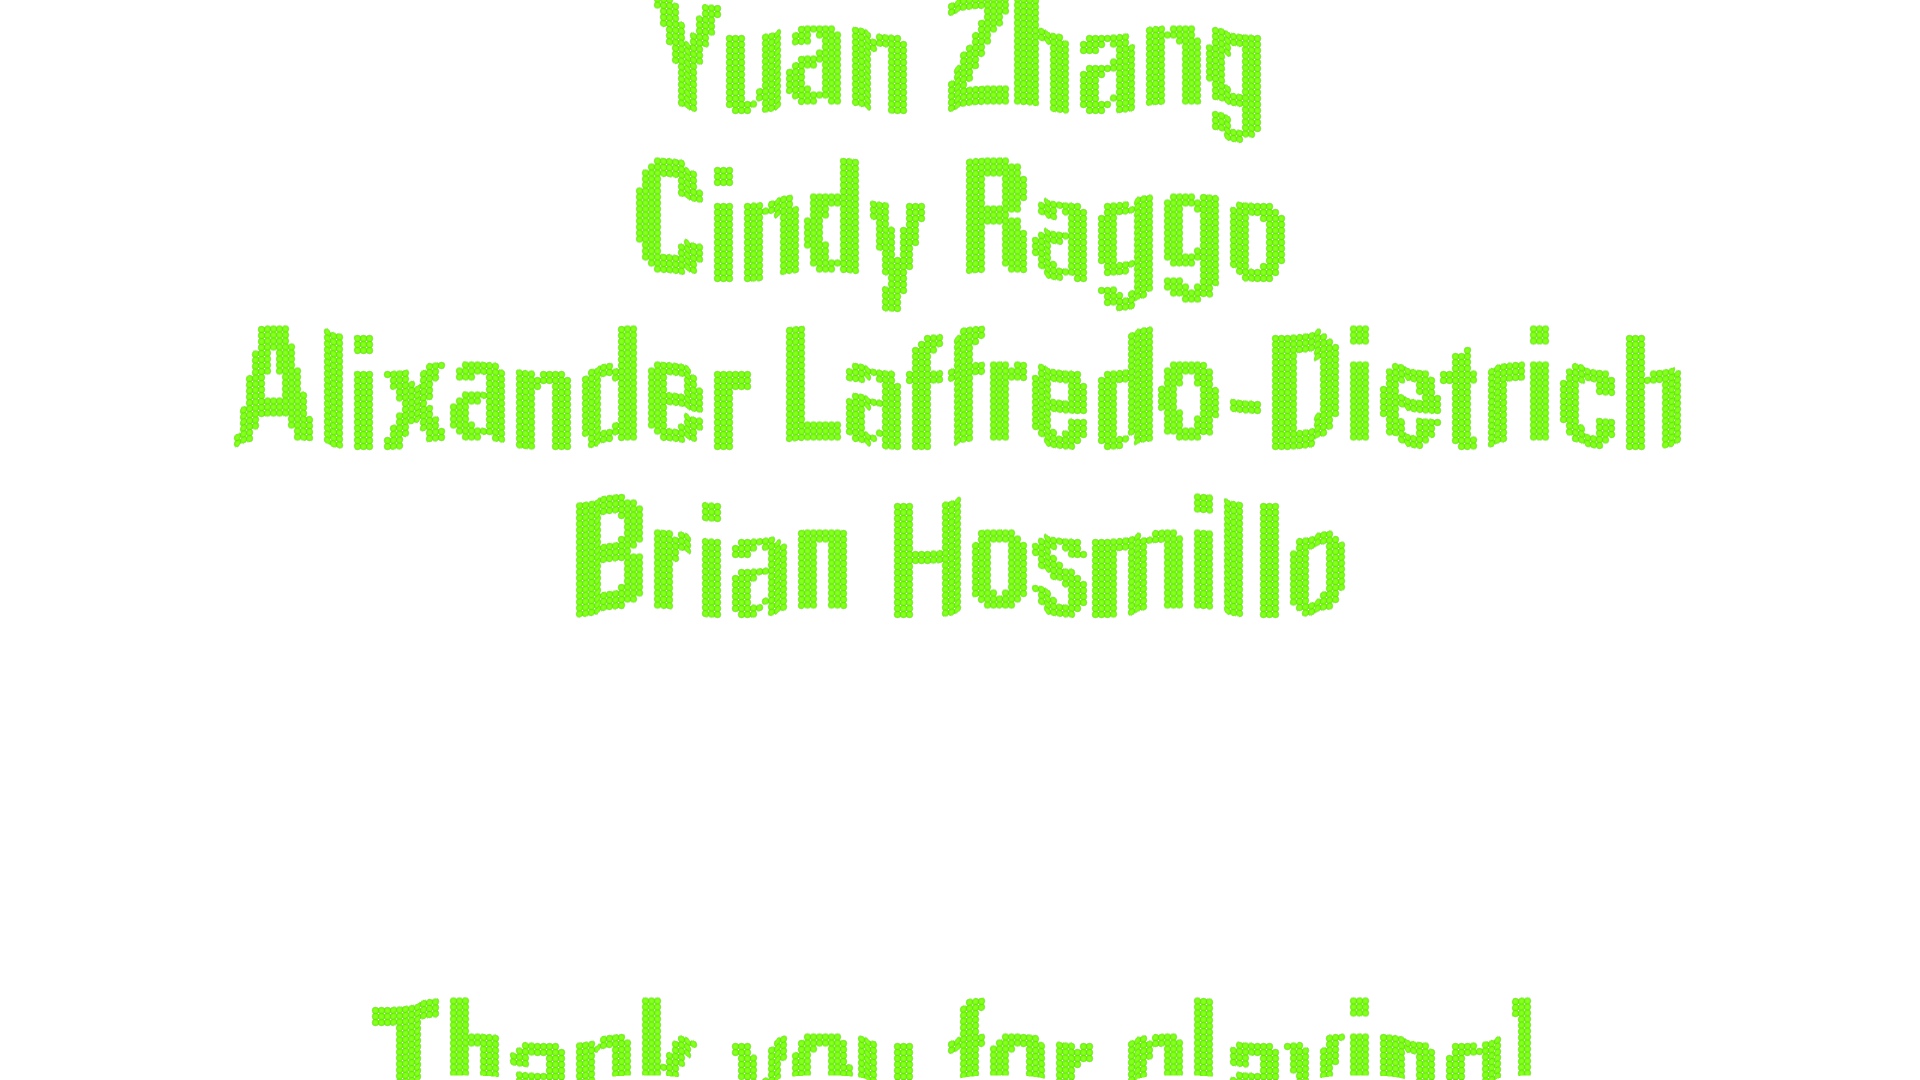 Yuan Zhang
Cindy Raggo
Alixander Laffredo-Dietrich
Brian Hosmillo
Thank you for playing!